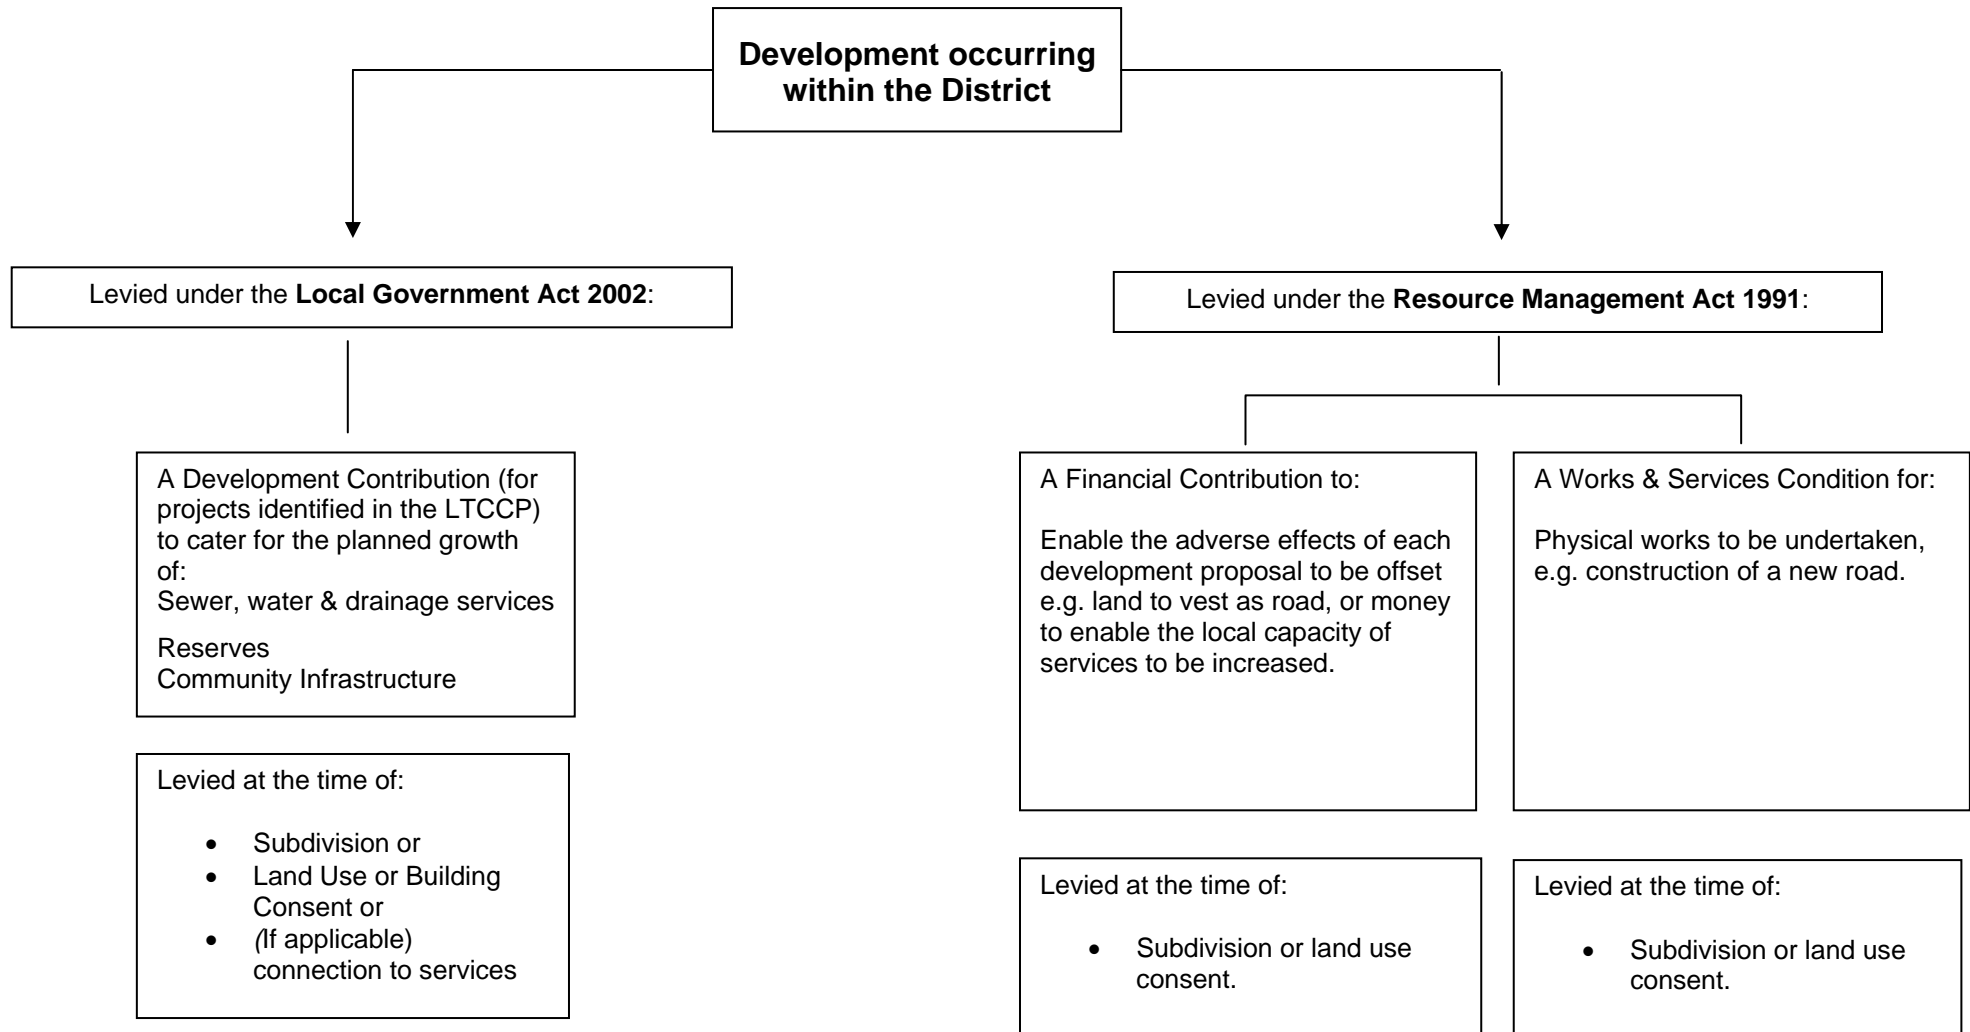 Development occurring
within the District
Levied under the Local Government Act 2002:
Levied under the Resource Management Act 1991:
A Development Contribution (for
projects identified in the LTCCP)
to cater for the planned growth
of:
Sewer, water & drainage services
Reserves
Community Infrastructure
Levied at the time of:
• Subdivision or
• Land Use or Building
Consent or
• (If applicable)
connection to services
A Financial Contribution to:
Enable the adverse effects of each
development proposal to be offset
e.g. land to vest as road, or money
to enable the local capacity of
services to be increased.
Levied at the time of:
• Subdivision or land use
consent.
A Works & Services Condition for:
Physical works to be undertaken,
e.g. construction of a new road.
Levied at the time of:
• Subdivision or land use
consent.